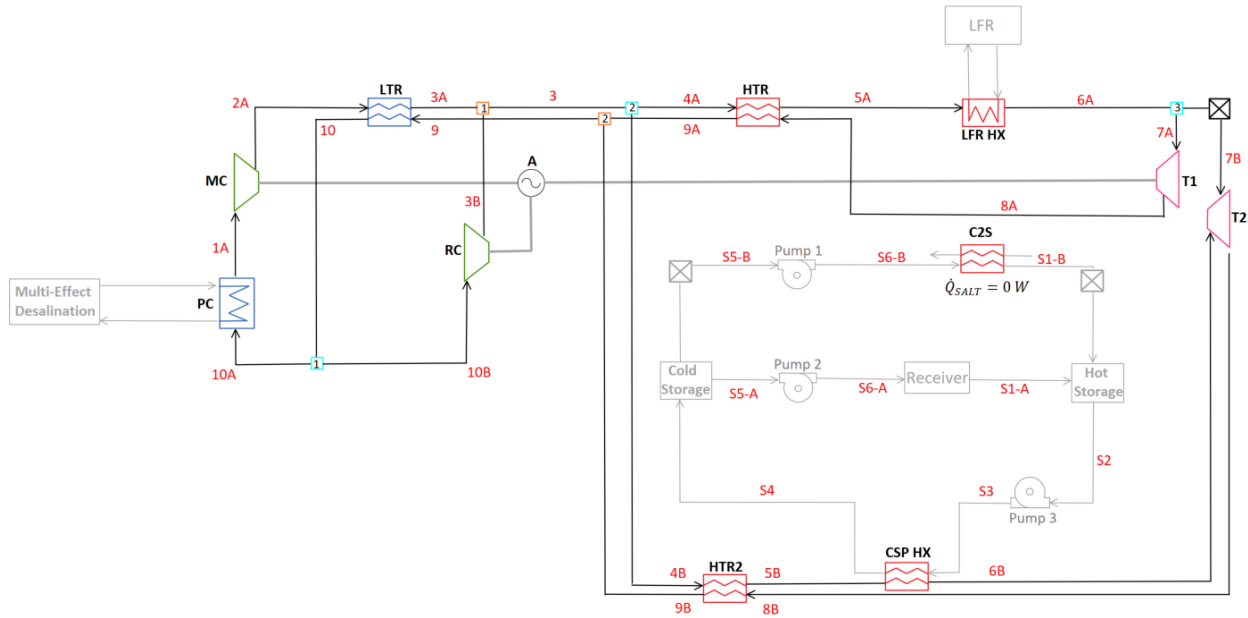 LFR
LTR
HTR
2A
3A
1
3
2
4A
5A
6A
3
10
9
2
9A
LFR HX
7A
MC
A
T1
7B
3B
8A
T2
1A
RC
C2S
Pump 1
S5-B
S6-B
S1-B
Q̇SALT = 0 W
Multi-Effect
Desalination
PC
10A
1
10B
Cold
Storage
Pump 2
S5-A
S6-A
Receiver
S1-A
Hot
Storage
S2
S4
S3
Pump 3
CSP HX
HTR2
4B
5B
6B
9B
8B